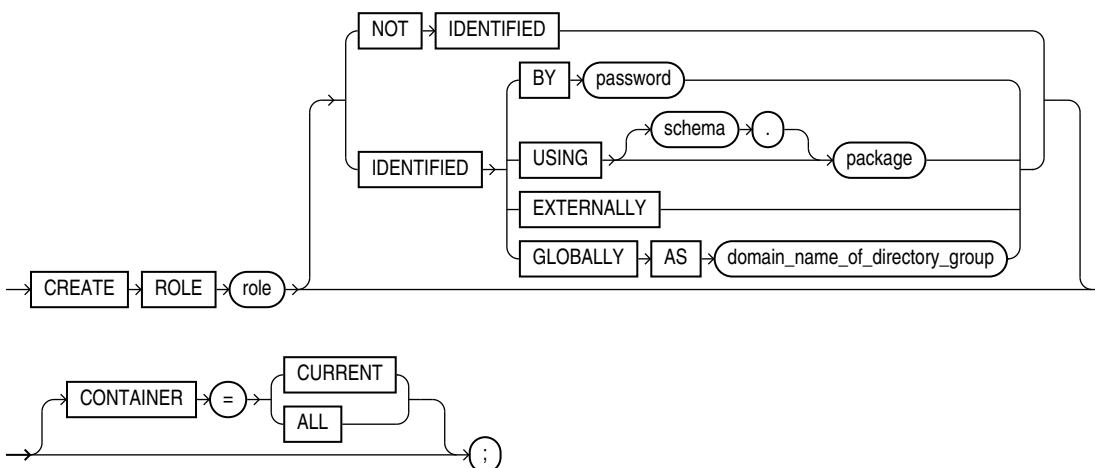 NOT IDENTIFIED
BY password
schema .
IDENTIFIED USING package
EXTERNALLY
GLOBALLY AS domain_name_of_directory_group
CREATE ROLE role
CURRENT
CONTAINER =
ALL
;